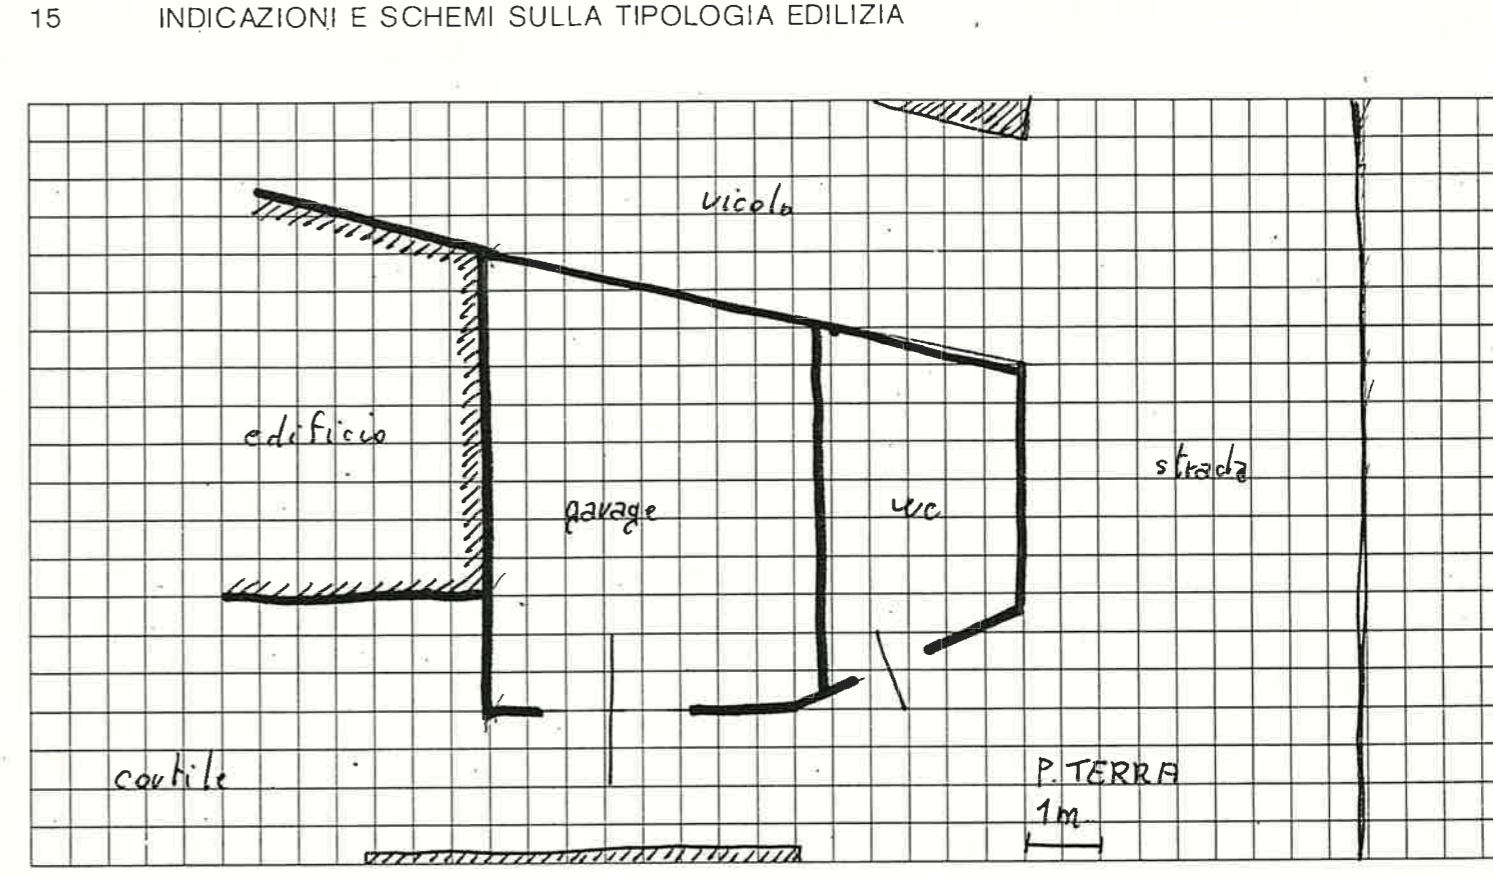 15 INDICAZIONI E SCHEMI SULLA TIPOLOGIA EDILIZIA
vicolo
edificio
strada
garage
wc
cortile
P. TERRA
1m